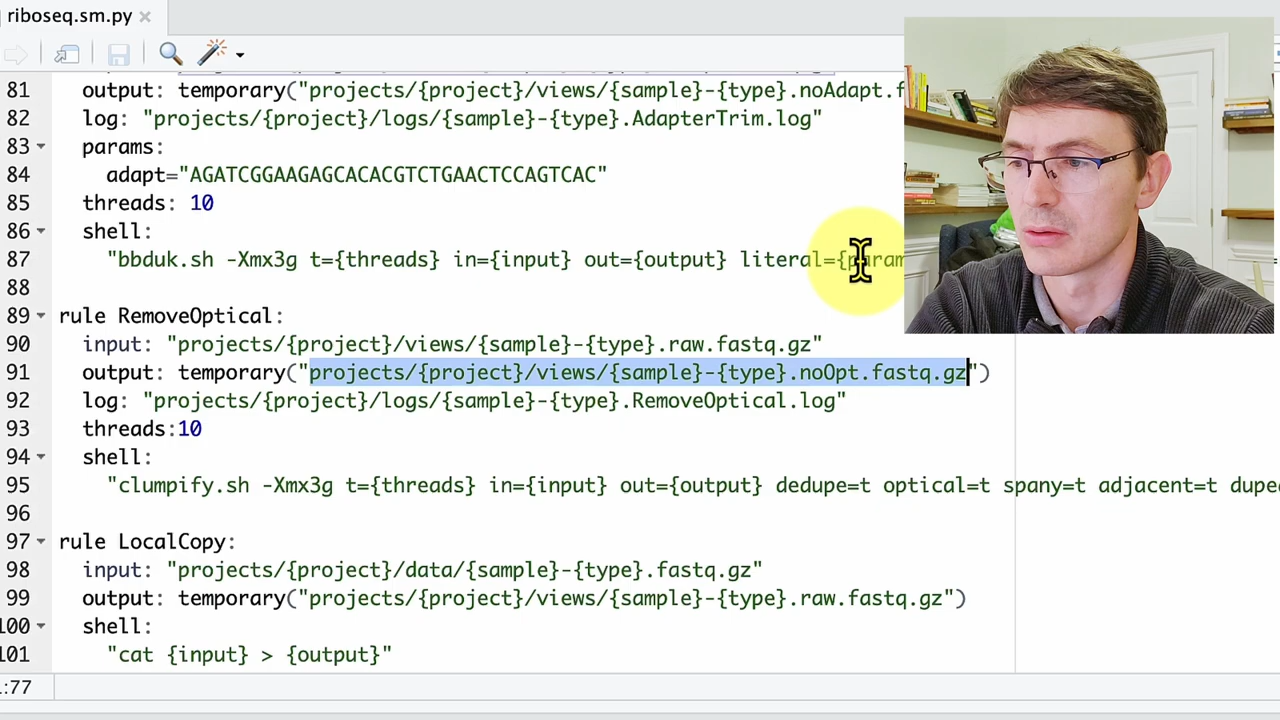 riboseq.sm.py
81 output: temporary("projects/{project}/views/{sample}-{type}.noAdapt.f
82 log: "projects/{project}/logs/{sample}-{type}.AdapterTrim.log"
83 params:
84 adapt="AGATCGGAAGAGCACACGTCTGAACTCCAGTCAC"
85 threads: 10
86 shell:
87 "bbduk.sh -Xmx3g t={threads} in={input} out={output} literal={param
88
89 rule RemoveOptical:
90 input: "projects/{project}/views/{sample}-{type}.raw.fastq.gz"
91 output: temporary("projects/{project}/views/{sample}-{type}.noOpt.fastq.gz")
92 log: "projects/{project}/logs/{sample}-{type}.RemoveOptical.log"
93 threads:10
94 shell:
95 "clumpify.sh -Xmx3g t={threads} in={input} out={output} dedupe=t optical=t spany=t adjacent=t duped
96
97 rule LocalCopy:
98 input: "projects/{project}/data/{sample}-{type}.fastq.gz"
99 output: temporary("projects/{project}/views/{sample}-{type}.raw.fastq.gz")
100 shell:
101 "cat {input} > {output}"
:77